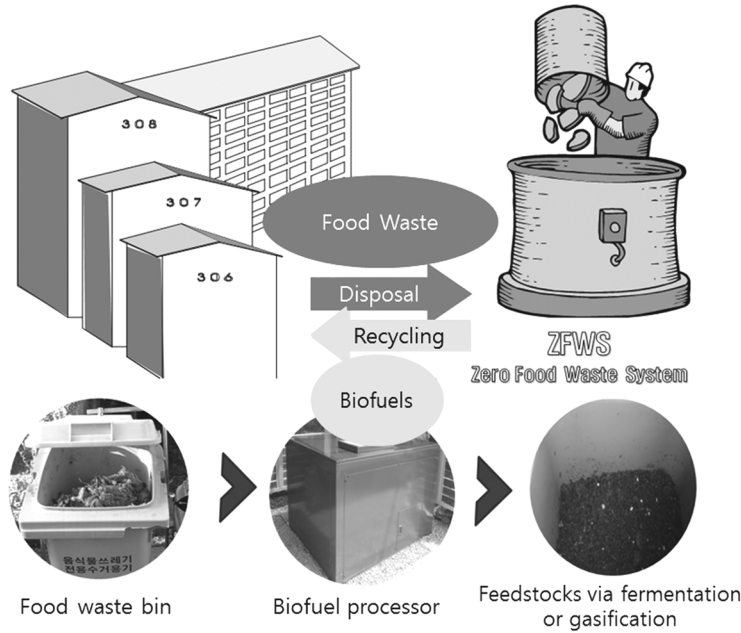 308
307
306
Food Waste
Disposal
Recycling
Biofuels
ZFWS
Zero Food Waste System
음식물쓰레기
전용수거용기
Food waste bin
Biofuel processor
Feedstocks via fermentation
or gasification